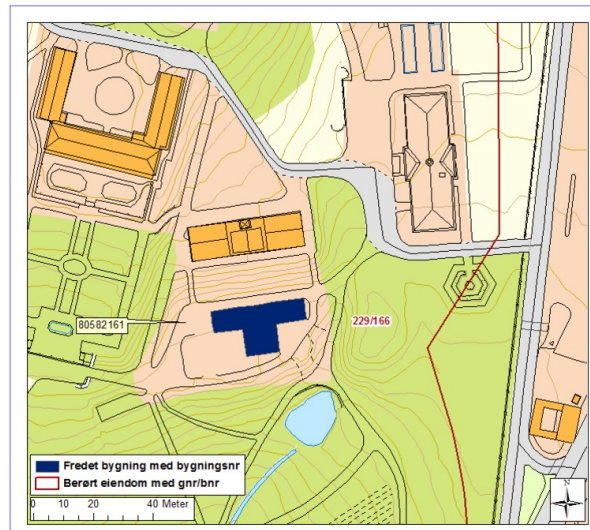 80582161
229/166
Fredet bygning med bygningsnr
Berørt eiendom med gnr/bnr
0 10 20 40 Meter
N